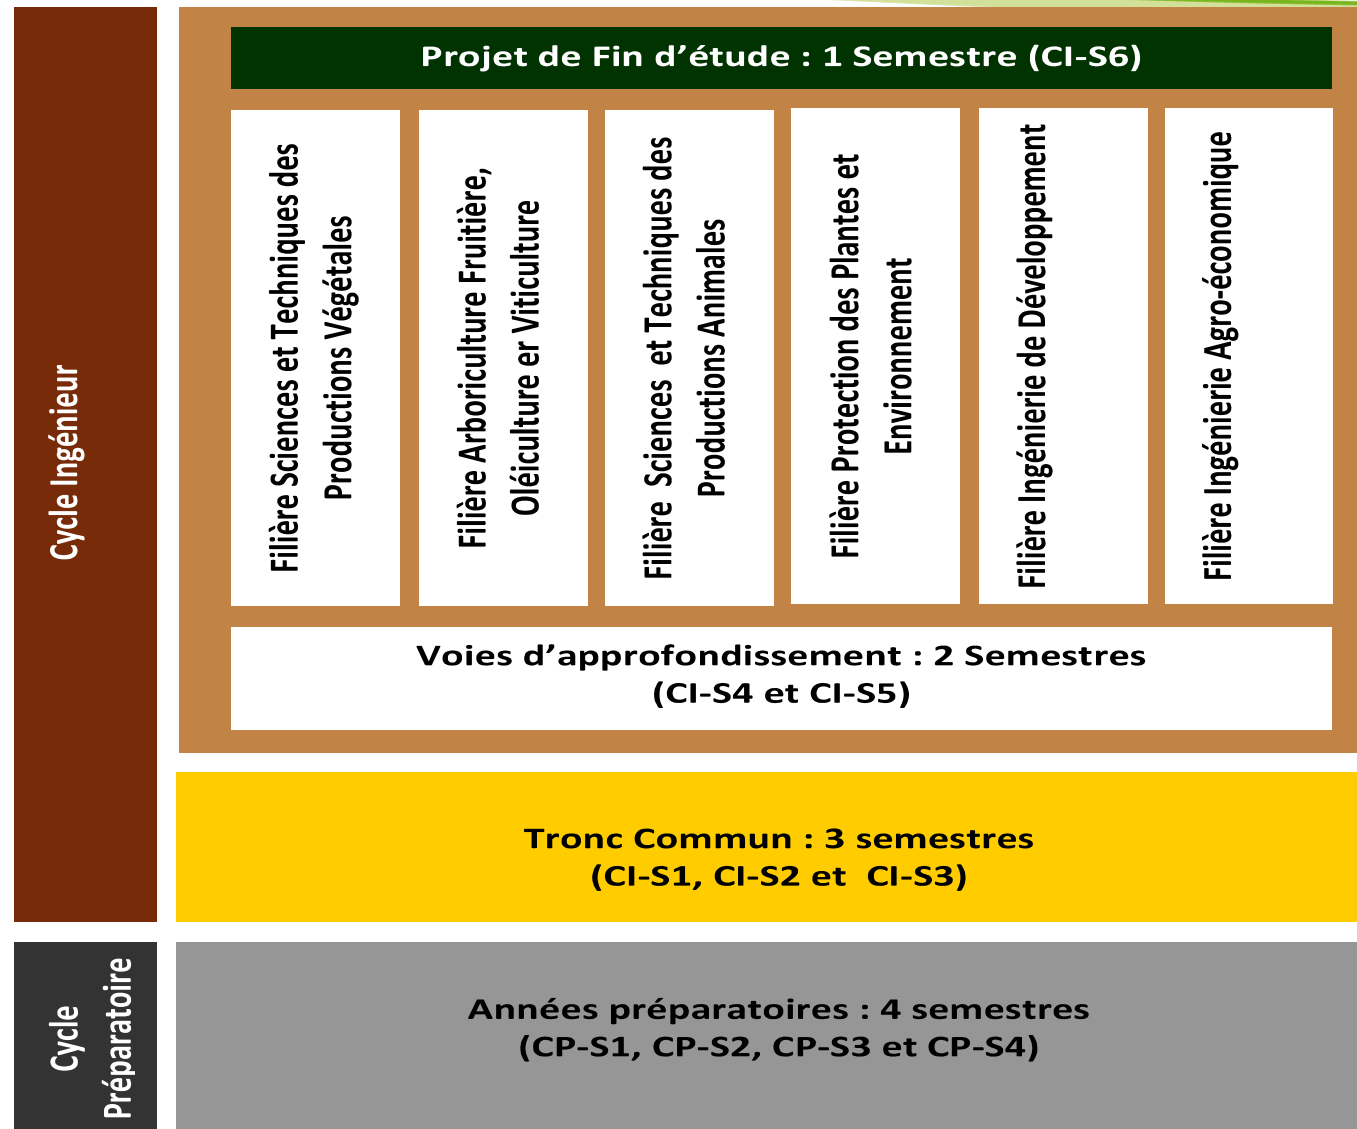 Projet de Fin d’étude : 1 Semestre (CI-S6)
Cycle Ingénieur
Filière Sciences et Techniques des
Productions Végétales
Filière Arboriculture Fruitière,
Oléiculture er Viticulture
Filière Sciences et Techniques des
Productions Animales
Filière Protection des Plantes et
Environnement
Filière Ingénierie de Développement
Filière Ingénierie Agro-économique
Voies d’approfondissement : 2 Semestres
(CI-S4 et CI-S5)
Tronc Commun : 3 semestres
(CI-S1, CI-S2 et CI-S3)
Cycle
Préparatoire
Années préparatoires : 4 semestres
(CP-S1, CP-S2, CP-S3 et CP-S4)